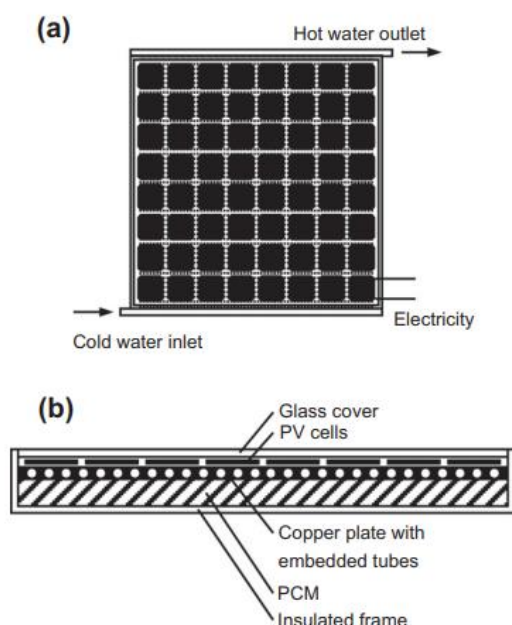 (a)
Hot water outlet
Electricity
Cold water inlet
(b)
Glass cover
PV cells
Copper plate with
embedded tubes
PCM
Insulated frame